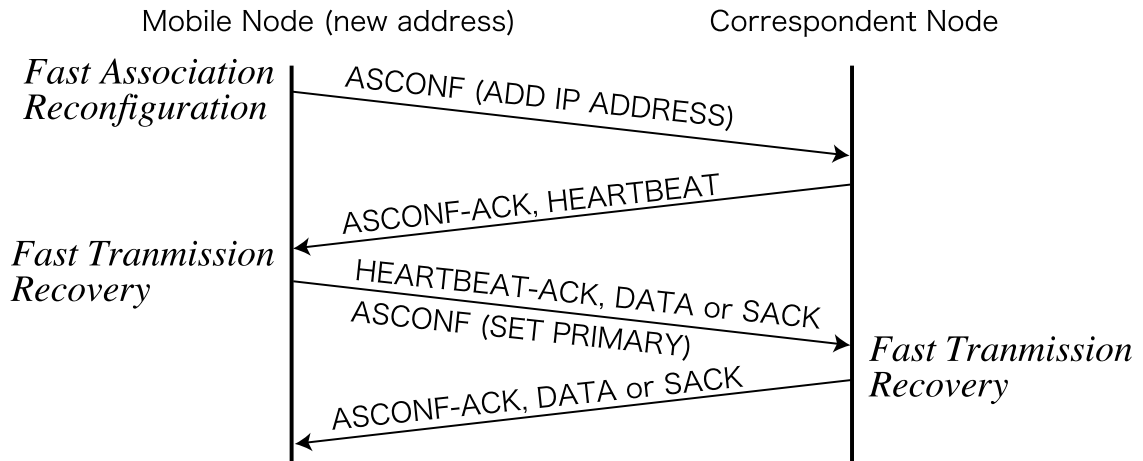 Mobile Node (new address)
Correspondent Node
Fast Association
Reconfiguration
ASCONF (ADD IP ADDRESS)
ASCONF-ACK, HEARTBEAT
Fast Tranmission
Recovery
HEARTBEAT-ACK, DATA or SACK
ASCONF (SET PRIMARY)
Fast Tranmission
Recovery
ASCONF-ACK, DATA or SACK